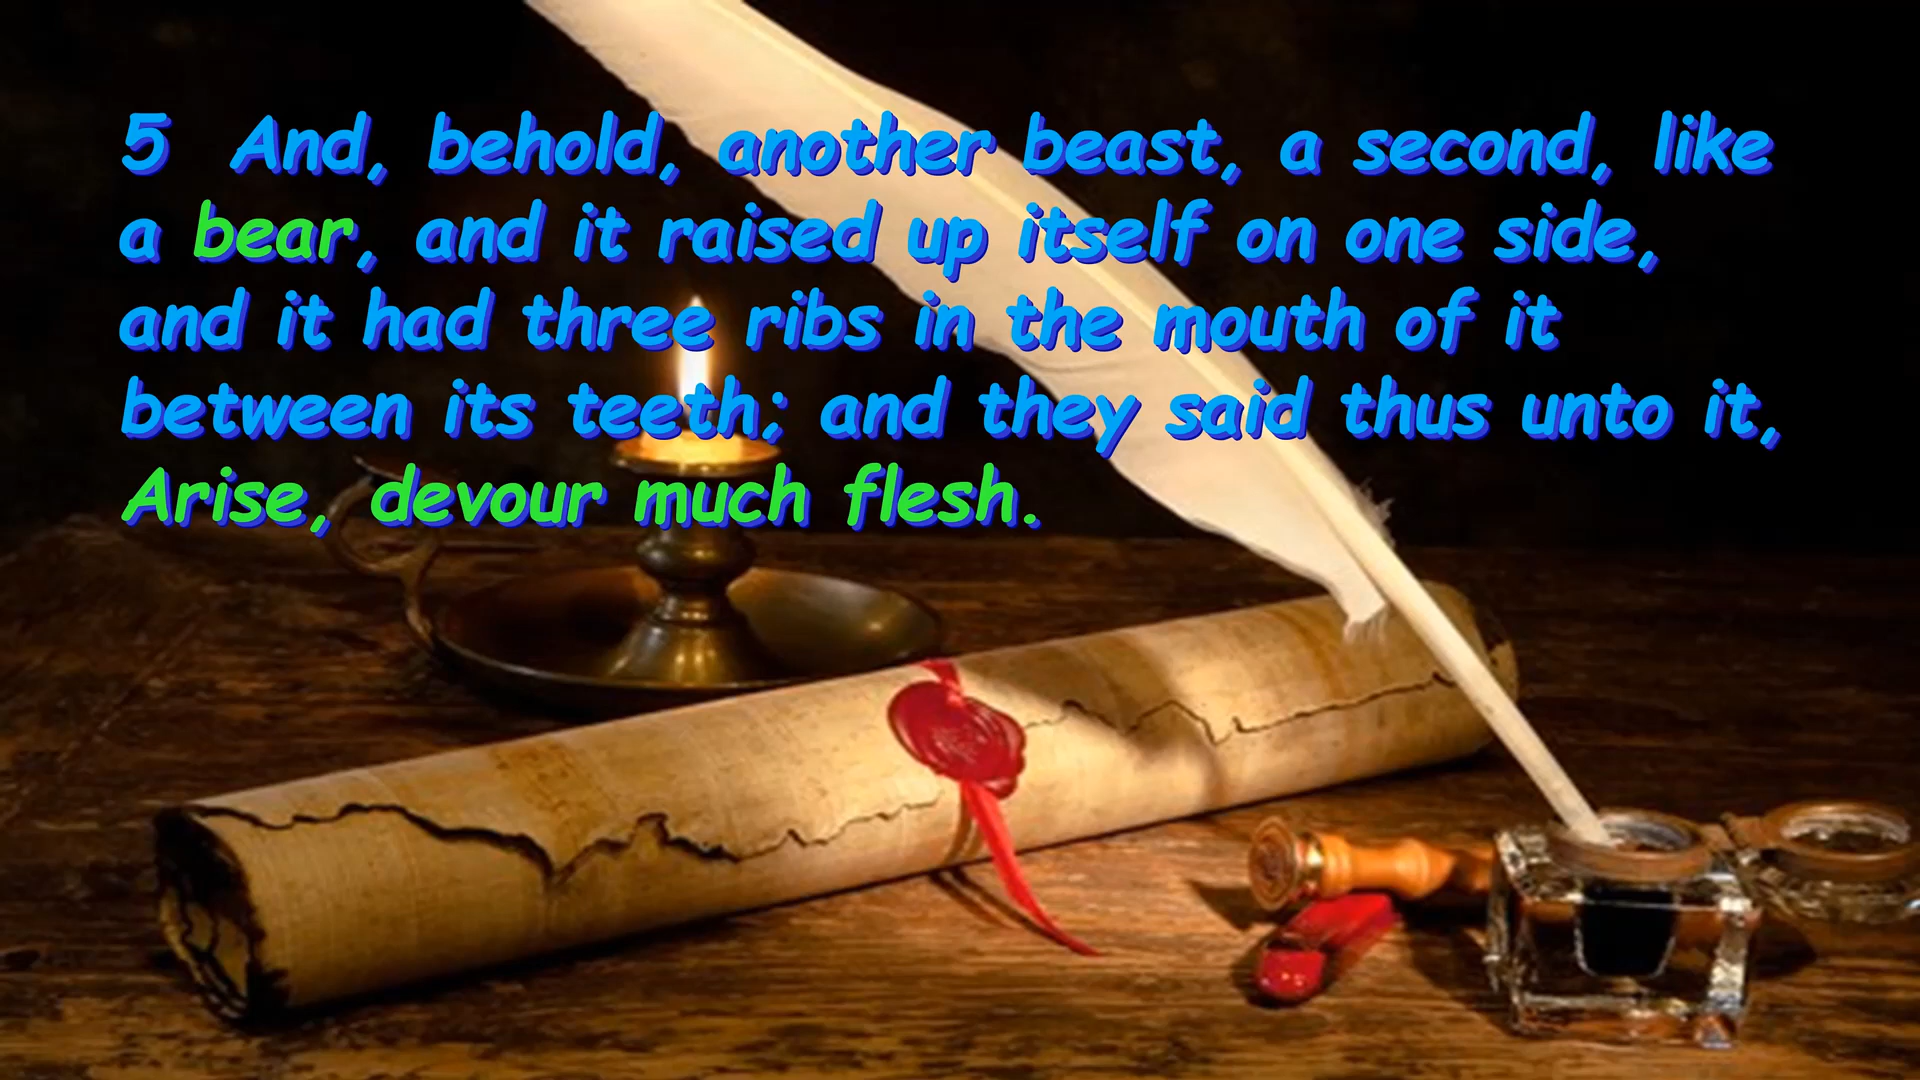 5 And, behold, another beast, a second, like
a bear, and it raised up itself on one side,
and it had three ribs in the mouth of it
between its teeth; and they said thus unto it,
Arise, devour much flesh.